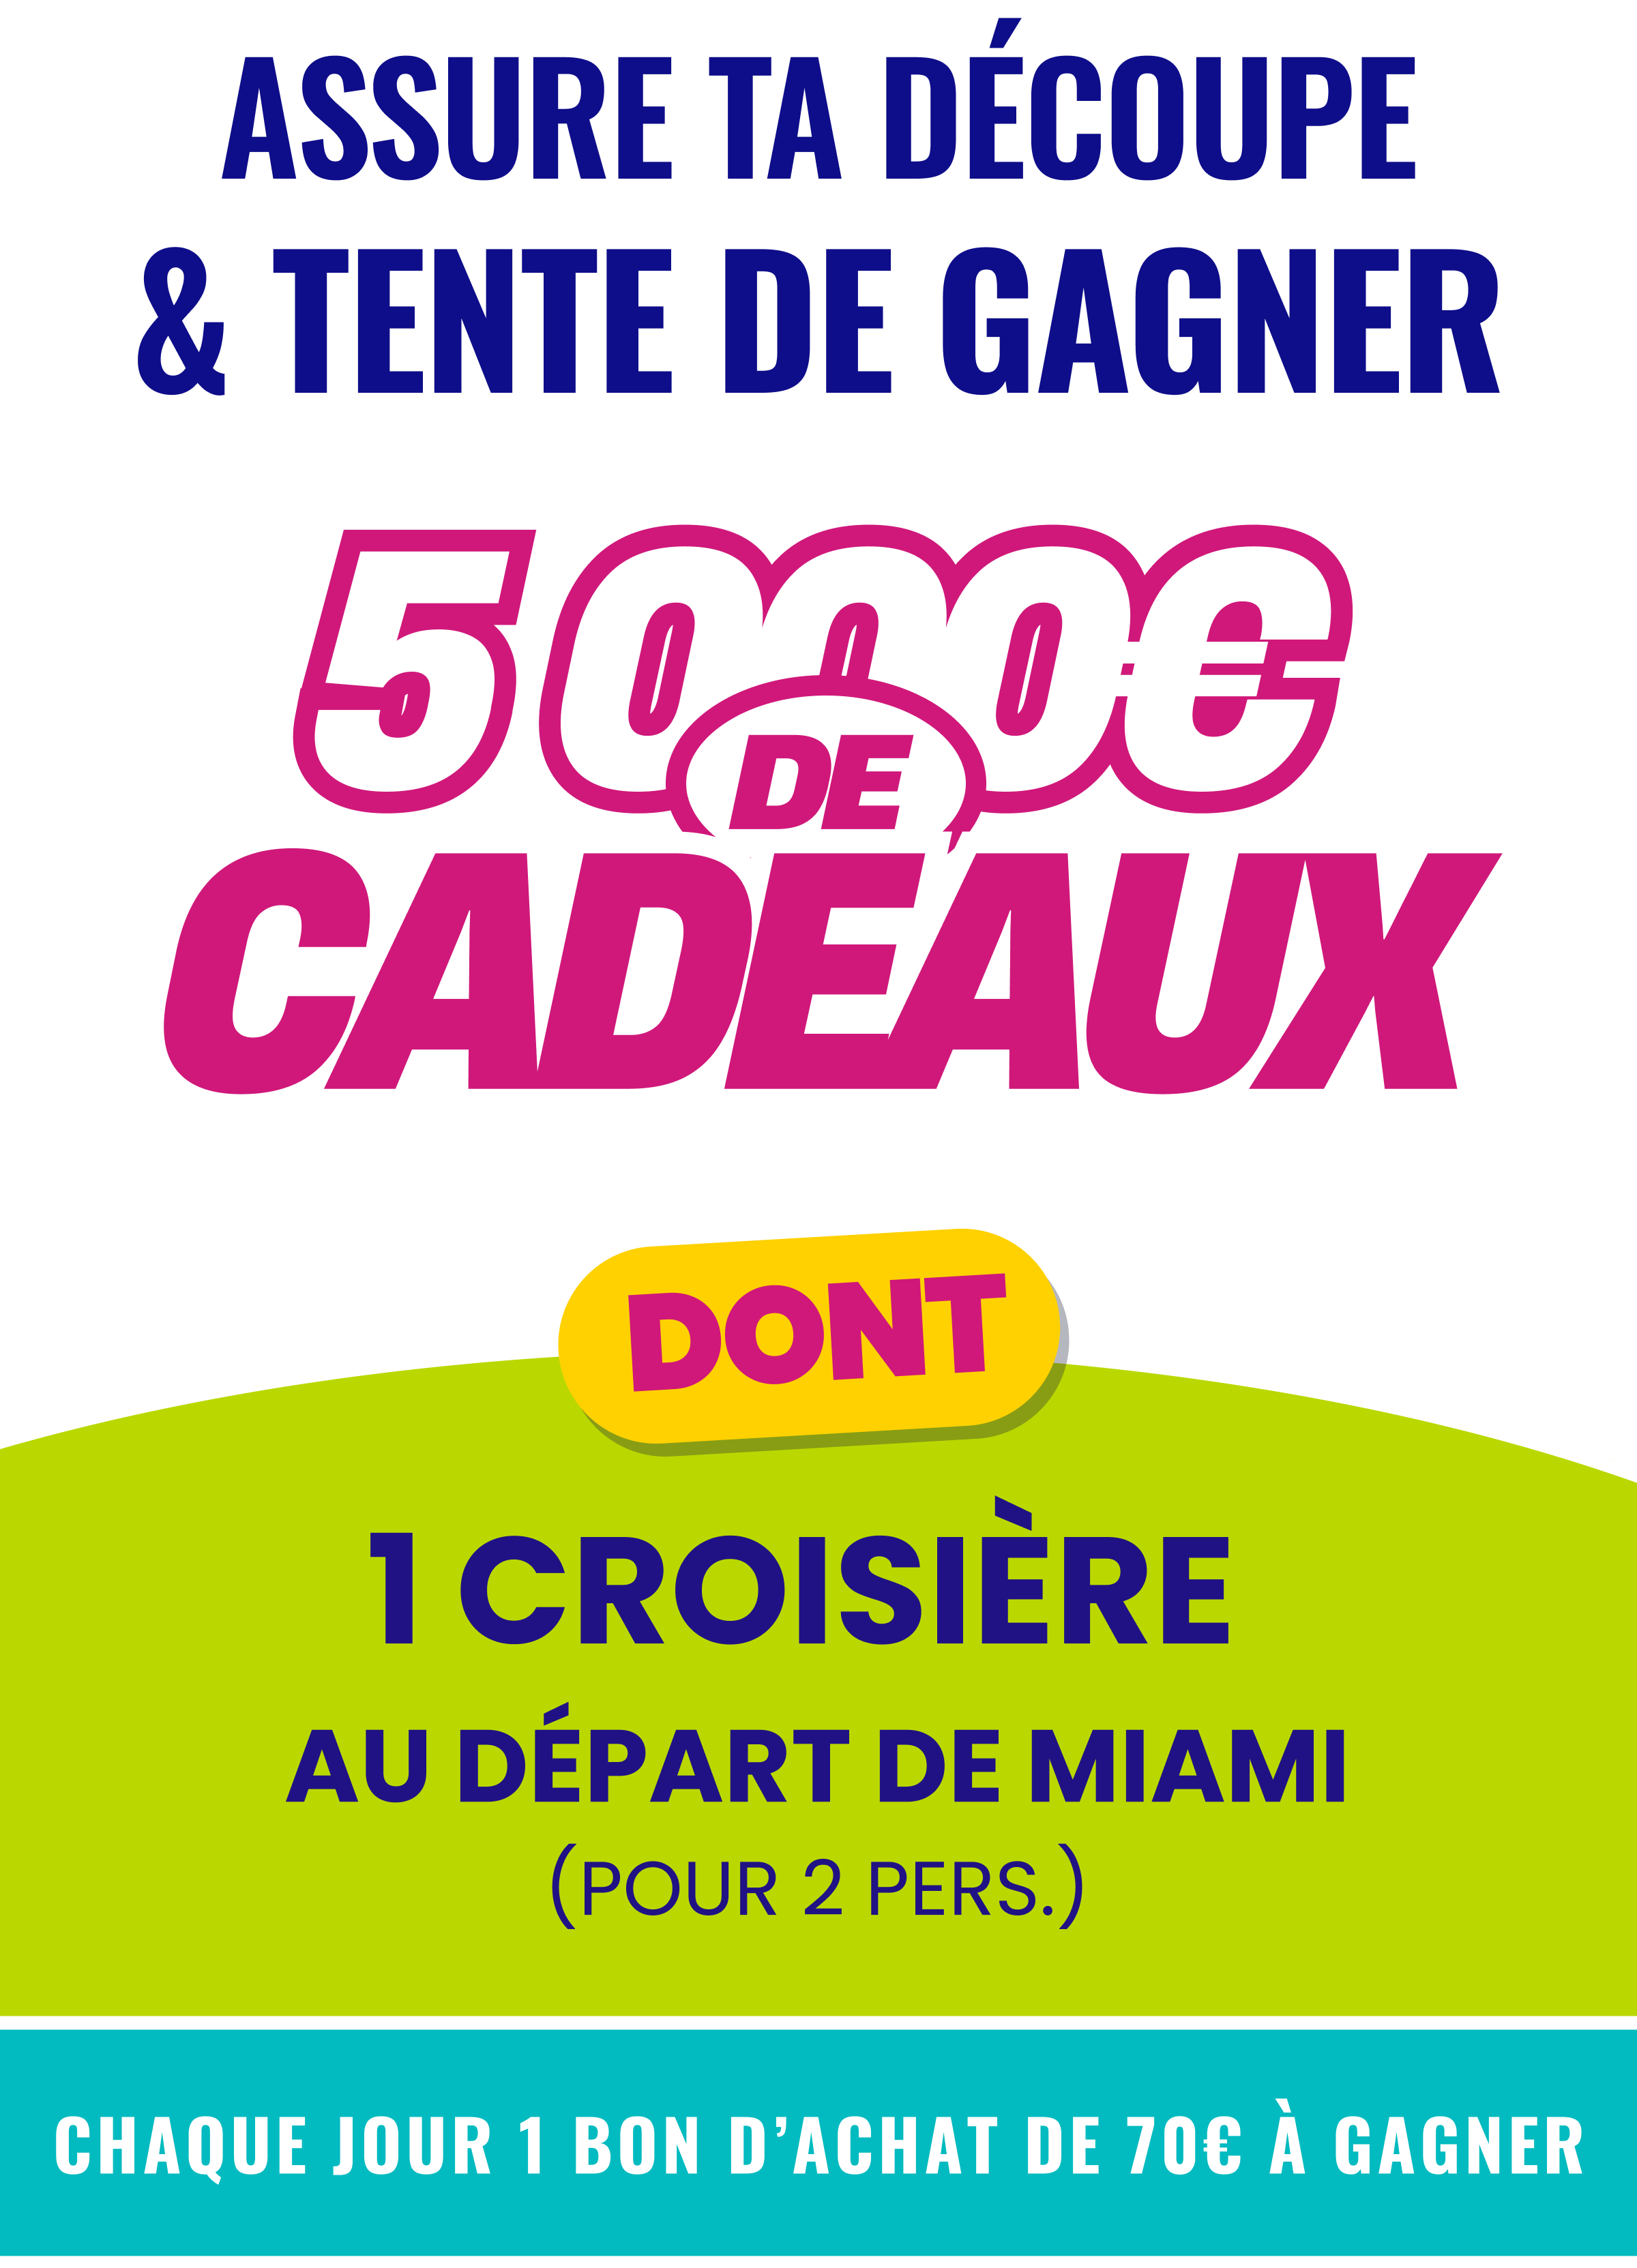 ASSURE TA DÉCOUPE
& TENTE DE GAGNER
5 000€
DE
CADEAUX
DONT
1 CROISIÈRE
AU DÉPART DE MIAMI
(POUR 2 PERS.)
CHAQUE JOUR 1 BON D'ACHAT DE 70€ À GAGNER